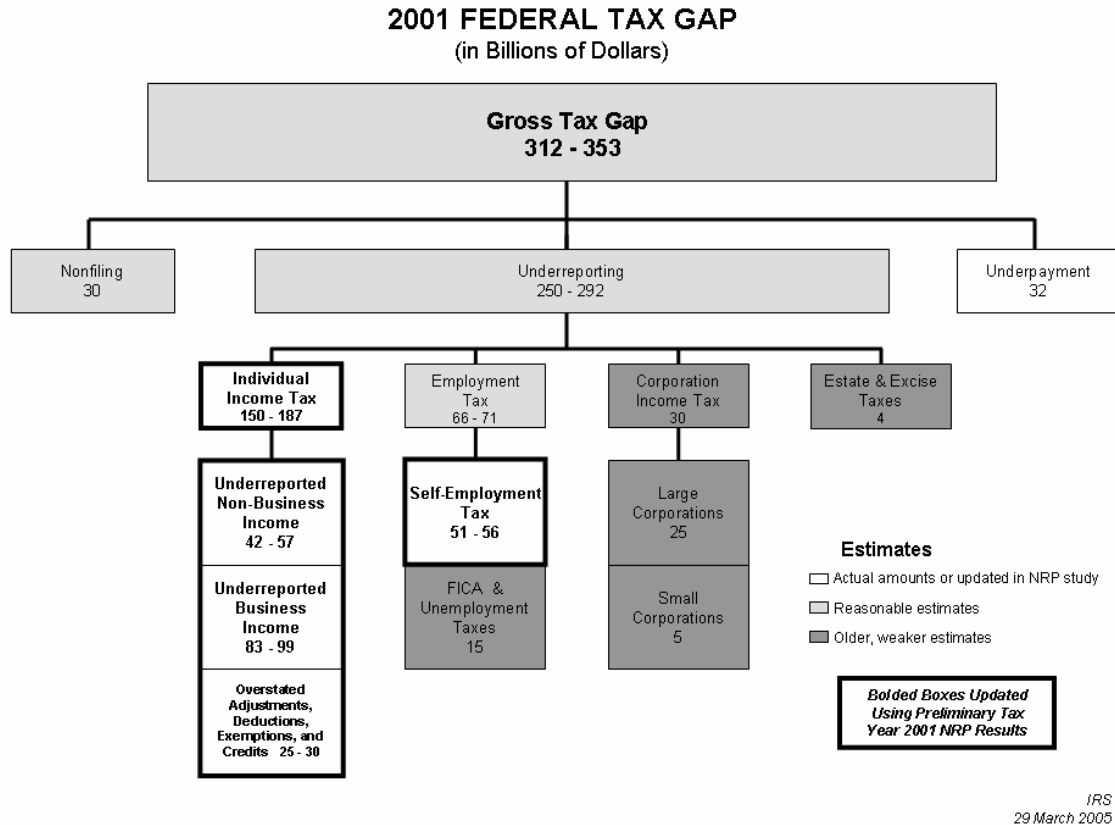 2001 FEDERAL TAX GAP
(in Billions of Dollars)
Gross Tax Gap
312 - 353
Nonfiling
30
Underreporting
250 - 292
Underpayment
32
Individual
Income Tax
150 - 187
Employment
Tax
66 - 71
Corporation
Income Tax
30
Estate & Excise
Taxes
4
Underreported
Non-Business
Income
42 - 57
Self-Employment
Tax
51 - 56
Large
Corporations
25
Underreported
Business
Income
83 - 99
FICA &
Unemployment
Taxes
15
Small
Corporations
5
Overstated
Adjustments,
Deductions,
Exemptions, and
Credits 25 - 30
Estimates
Actual amounts or updated in NRP study
Reasonable estimates
Older, weaker estimates
Bolded Boxes Updated
Using Preliminary Tax
Year 2001 NRP Results
IRS
29 March 2005